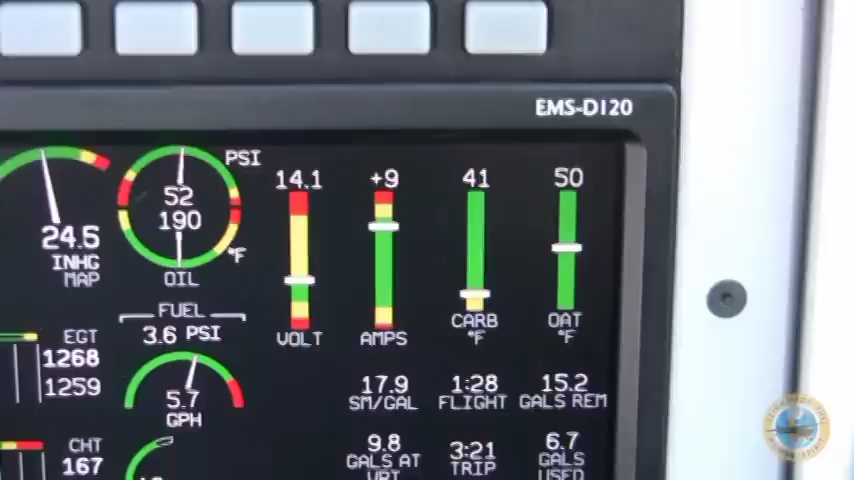 EMS-D120
24.5
INHG
MAP
PSI
52
190
°F
OIL
14.1
VOLT
+9
AMPS
41
CARB
°F
50
OAT
°F
FUEL
3.6 PSI
5.7
GPH
EGT
1268
1259
CHT
167
17.9
SM/GAL
1:28
FLIGHT
15.2
GALS REM
9.8
GALS AT
3:21
TRIP
6.7
GALS
USED